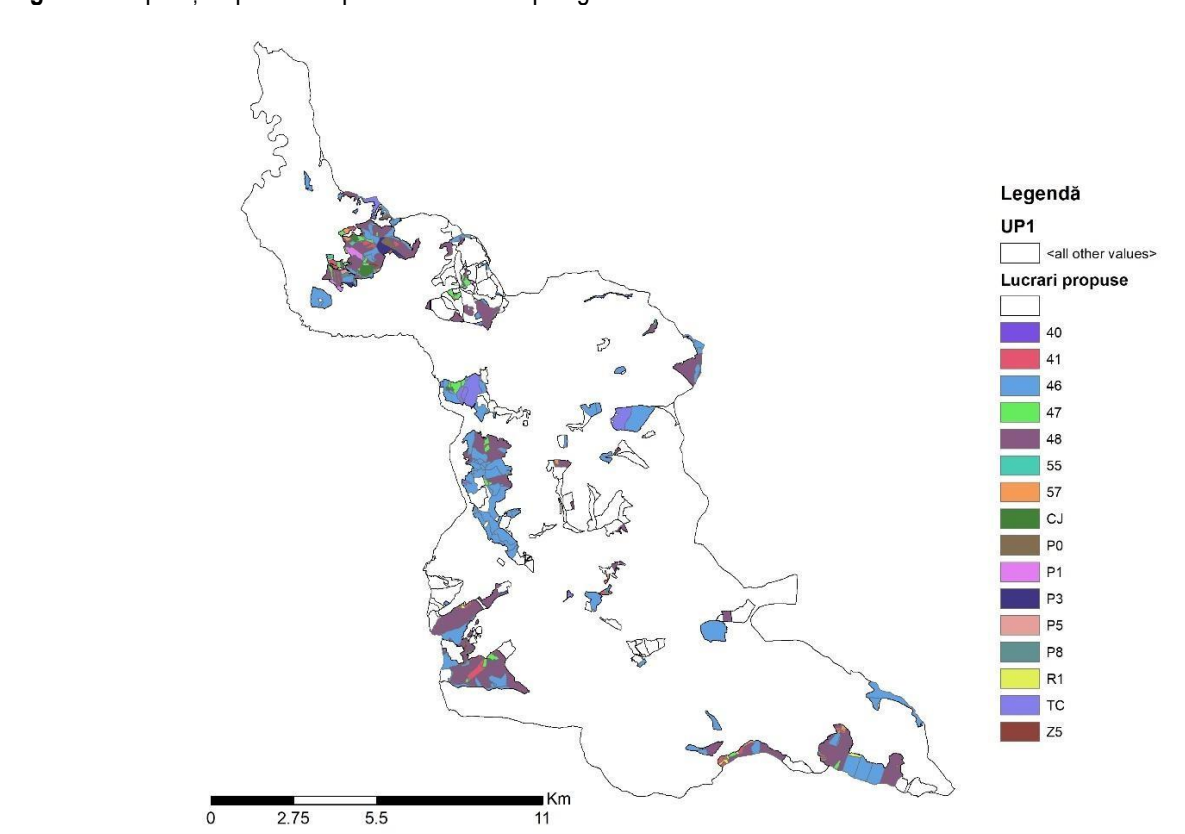 Legendă
UP1
<all other values>
Lucrari propuse
40
41
46
47
48
55
57
CJ
P0
P1
P3
P5
P8
R1
TC
Z5
Km
0 2.75 5.5 11